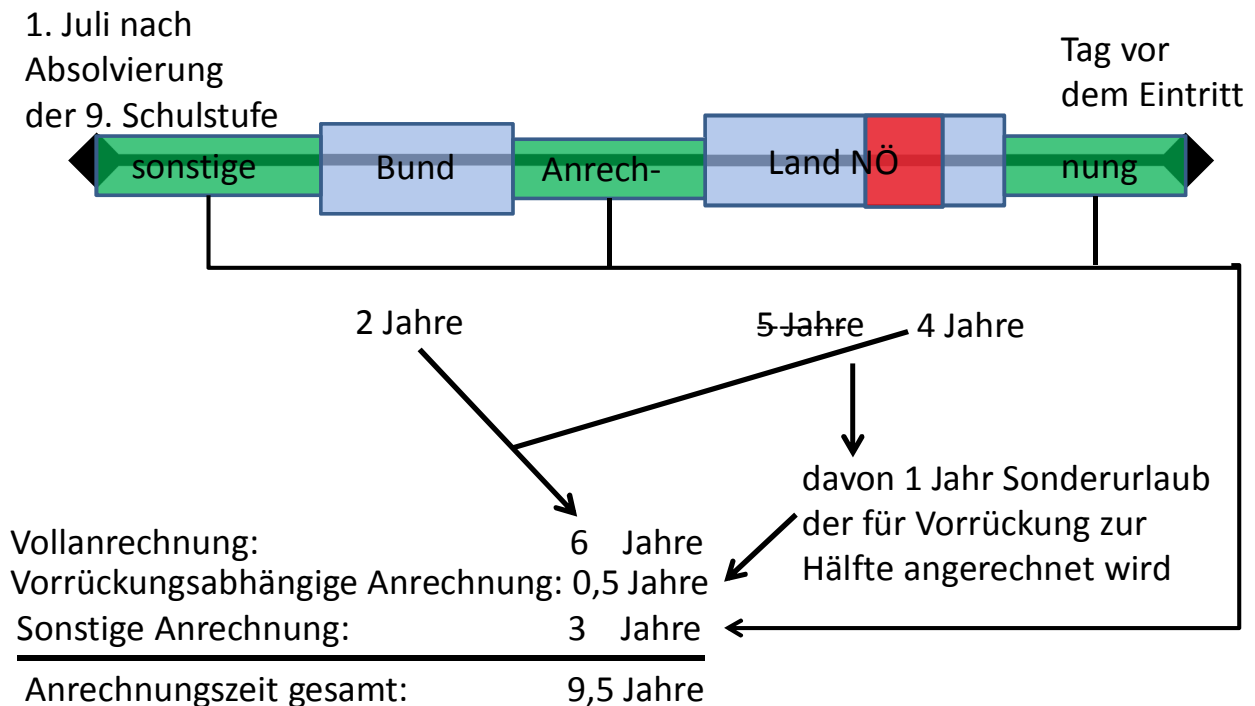 1. Juli nach
Absolvierung
der 9. Schulstufe
Tag vor
dem Eintritt
sonstige
Bund
Anrech-
Land NÖ
nung
2 Jahre
5 Jahre
4 Jahre
davon 1 Jahr Sonderurlaub
der für Vorrückung zur
Hälfte angerechnet wird
Vollanrechnung: 6 Jahre
Vorrückungsabhängige Anrechnung: 0,5 Jahre
Sonstige Anrechnung: 3 Jahre
Anrechnungszeit gesamt: 9,5 Jahre